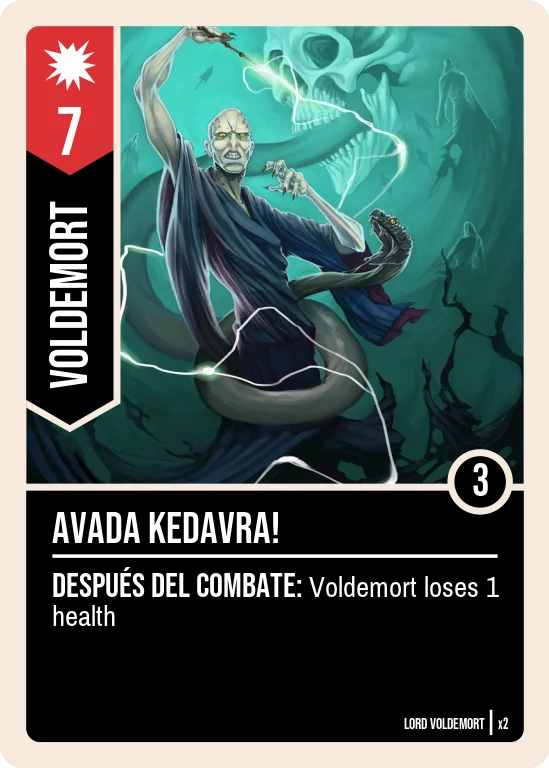 7
VOLDEMORT
3
AVADA KEDAVRA!
DESPUÉS DEL COMBATE: Voldemort loses 1
health
LORD VOLDEMORT | x2